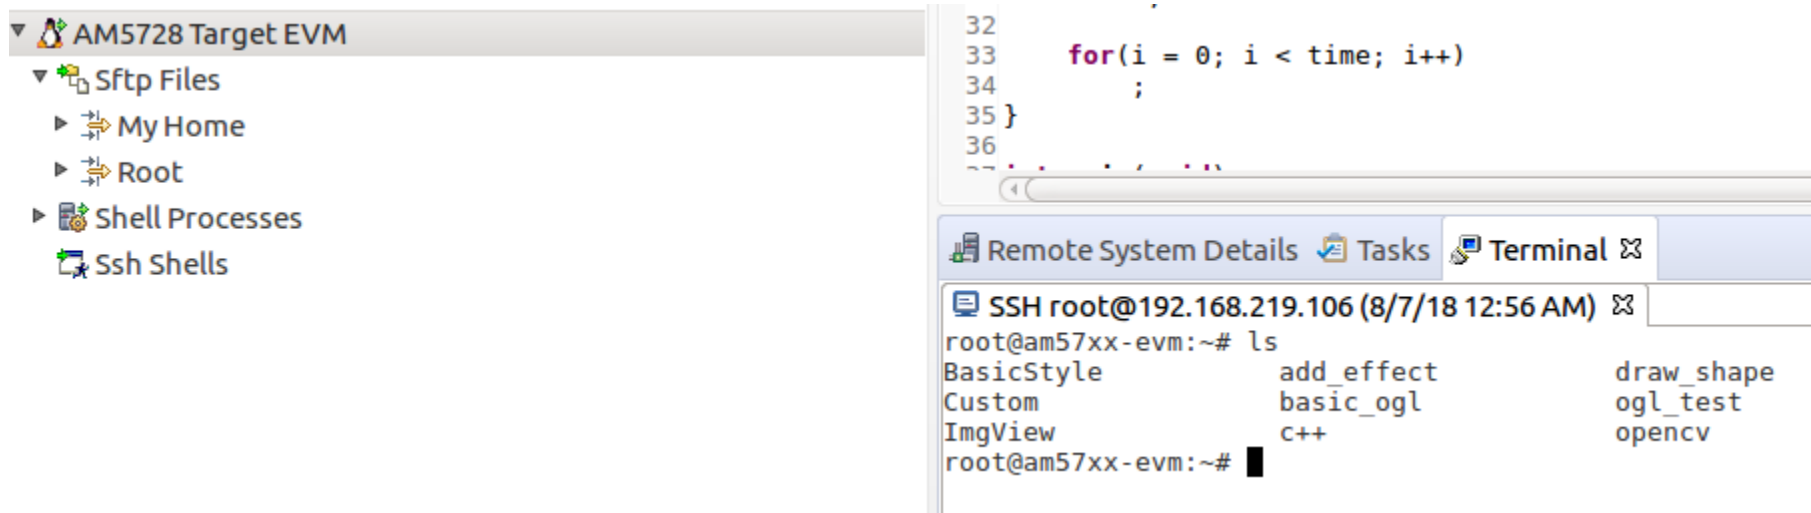 AM5728 Target EVM
Sftp Files
My Home
Root
Shell Processes
Ssh Shells
32
33 for(i = 0; i < time; i++)
34 ;
35 }
36
Remote System Details Tasks Terminal
SSH root@192.168.219.106 (8/7/18 12:56 AM)
root@am57xx-evm:~# ls
BasicStyle add_effect draw_shape
Custom basic_ogl ogl_test
ImgView c++ opencv
root@am57xx-evm:~#